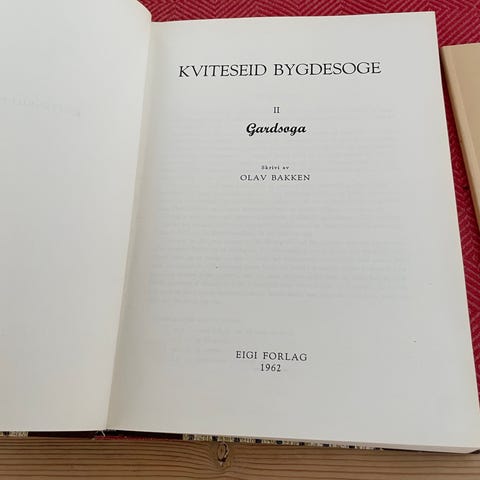 KVITESEID BYGDESOGE
II
Gardsoga
Skrivi av
OLAV BAKKEN
EIGI FORLAG
1962